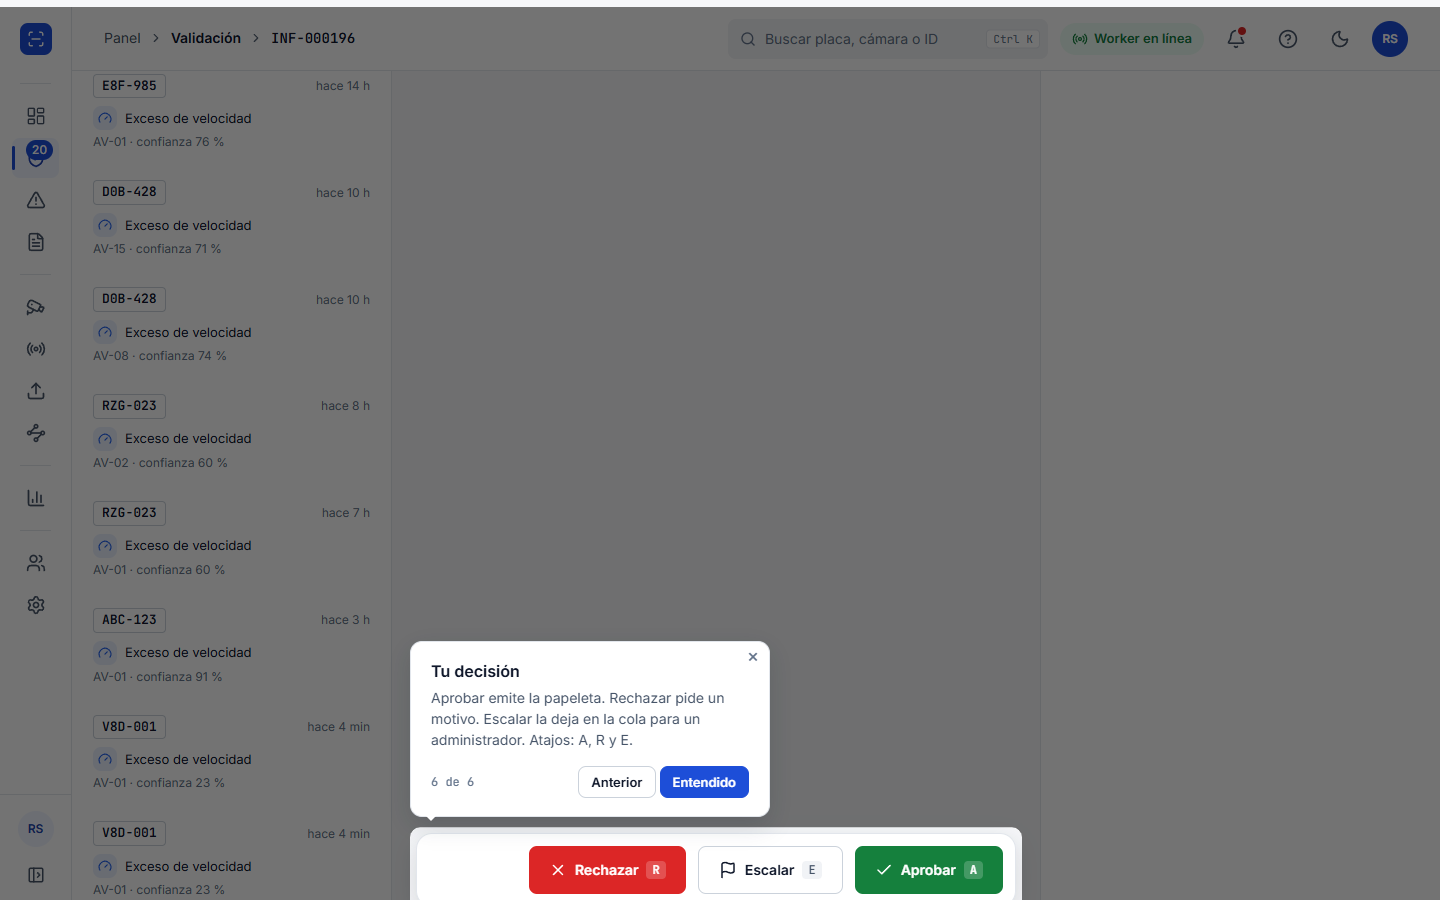 Panel > Validación > INF-000196
Buscar placa, cámara o ID
Ctrl K
Worker en línea
RS
20
E8F-985
hace 14 h
Exceso de velocidad
AV-01 · confianza 76 %
D0B-428
hace 10 h
Exceso de velocidad
AV-15 · confianza 71 %
D0B-428
hace 10 h
Exceso de velocidad
AV-08 · confianza 74 %
RZG-023
hace 8 h
Exceso de velocidad
AV-02 · confianza 60 %
RZG-023
hace 7 h
Exceso de velocidad
AV-01 · confianza 60 %
ABC-123
hace 3 h
Exceso de velocidad
AV-01 · confianza 91 %
V8D-001
hace 4 min
Exceso de velocidad
AV-01 · confianza 23 %
V8D-001
hace 4 min
Exceso de velocidad
AV-01 · confianza 23 %
RS
Tu decisión
Aprobar emite la papeleta. Rechazar pide un
motivo. Escalar la deja en la cola para un
administrador. Atajos: A, R y E.
6 de 6
Anterior
Entendido
Rechazar R
Escalar E
Aprobar A